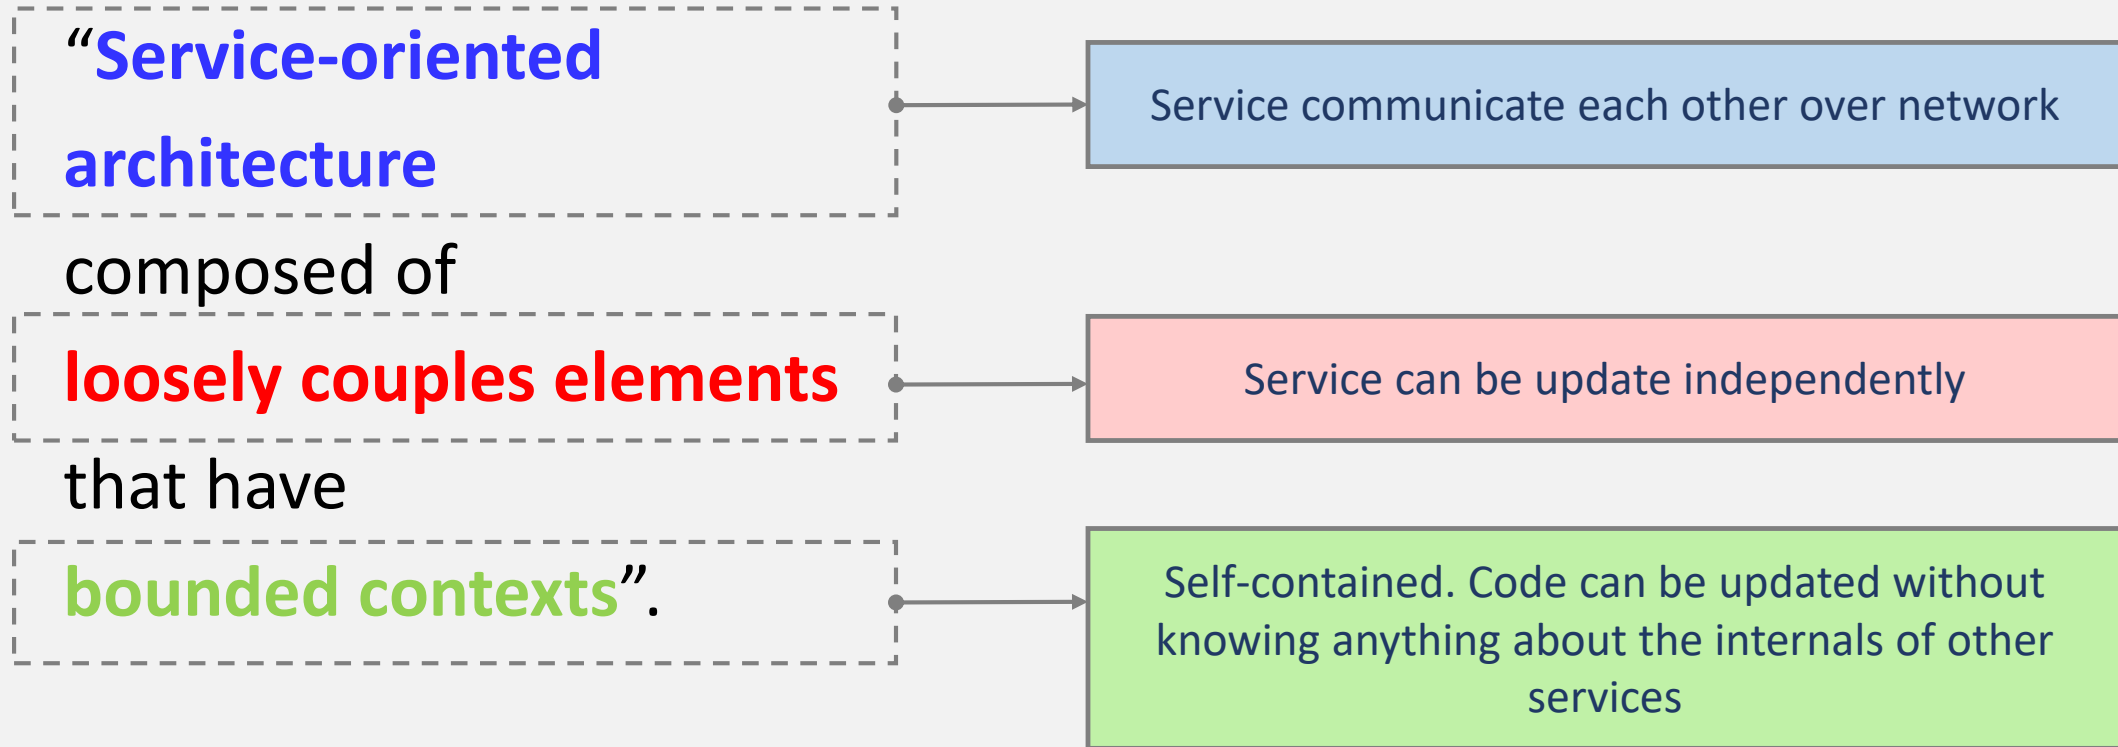 “Service-oriented
architecture
composed of
loosely couples elements
that have
bounded contexts”.
Service communicate each other over network
Service can be update independently
Self-contained. Code can be updated without
knowing anything about the internals of other
services